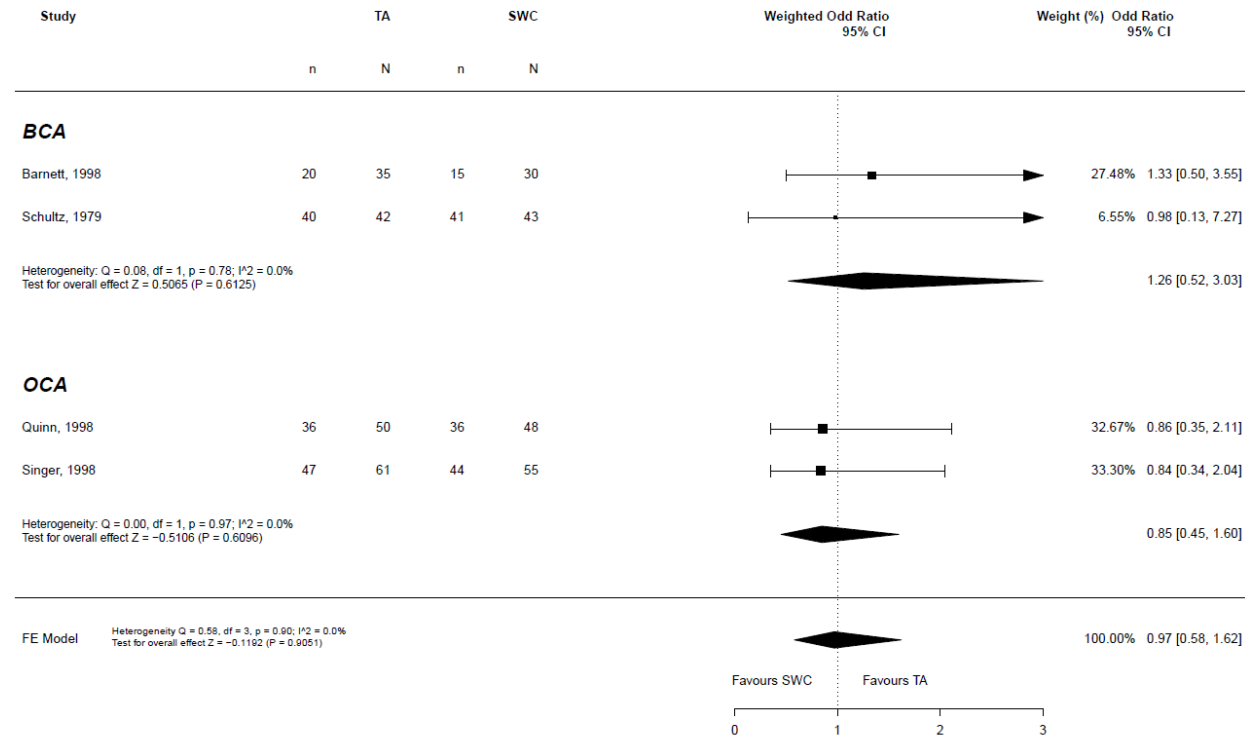 Study TA SWC Weighted Odd Ratio Weight (%) Odd Ratio
95% CI 95% CI
n N n N
BCA
Barnett, 1998 20 35 15 30 27.48% 1.33 [0.50, 3.55]
Schultz, 1979 40 42 41 43 6.55% 0.98 [0.13, 7.27]
Heterogeneity: Q = 0.08, df = 1, p = 0.78; I^2 = 0.0%
Test for overall effect Z = 0.5065 (P = 0.6125)
1.26 [0.52, 3.03]
OCA
Quinn, 1998 36 50 36 48 32.67% 0.86 [0.35, 2.11]
Singer, 1998 47 61 44 55 33.30% 0.84 [0.34, 2.04]
Heterogeneity: Q = 0.00, df = 1, p = 0.97; I^2 = 0.0%
Test for overall effect Z = −0.5106 (P = 0.6096)
0.85 [0.45, 1.60]
FE Model Heterogeneity Q = 0.58, df = 3, p = 0.90; I^2 = 0.0%
Test for overall effect Z = −0.1192 (P = 0.9051)
100.00% 0.97 [0.58, 1.62]
Favours SWC Favours TA
0 1 2 3